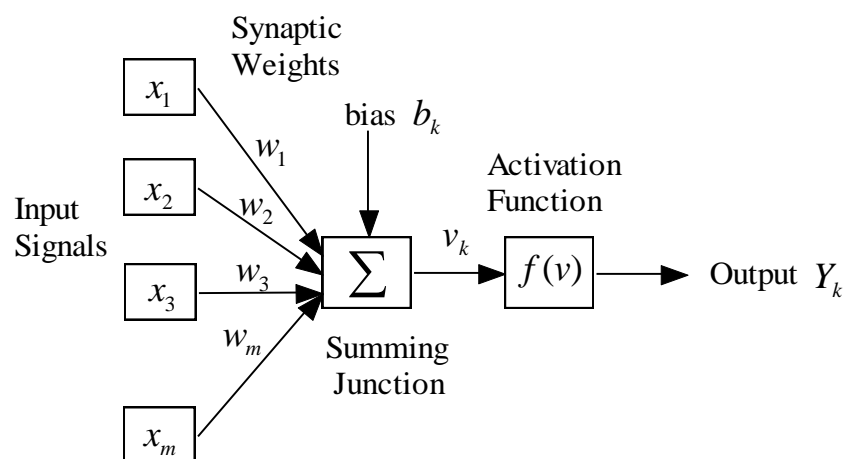 Synaptic
Weights
x₁
bias bₖ
w₁
Activation
Function
x₂
w₂
Input
Signals
vₖ
Σ
f(v)
Output Yₖ
x₃
w₃
wₘ
Summing
Junction
xₘ